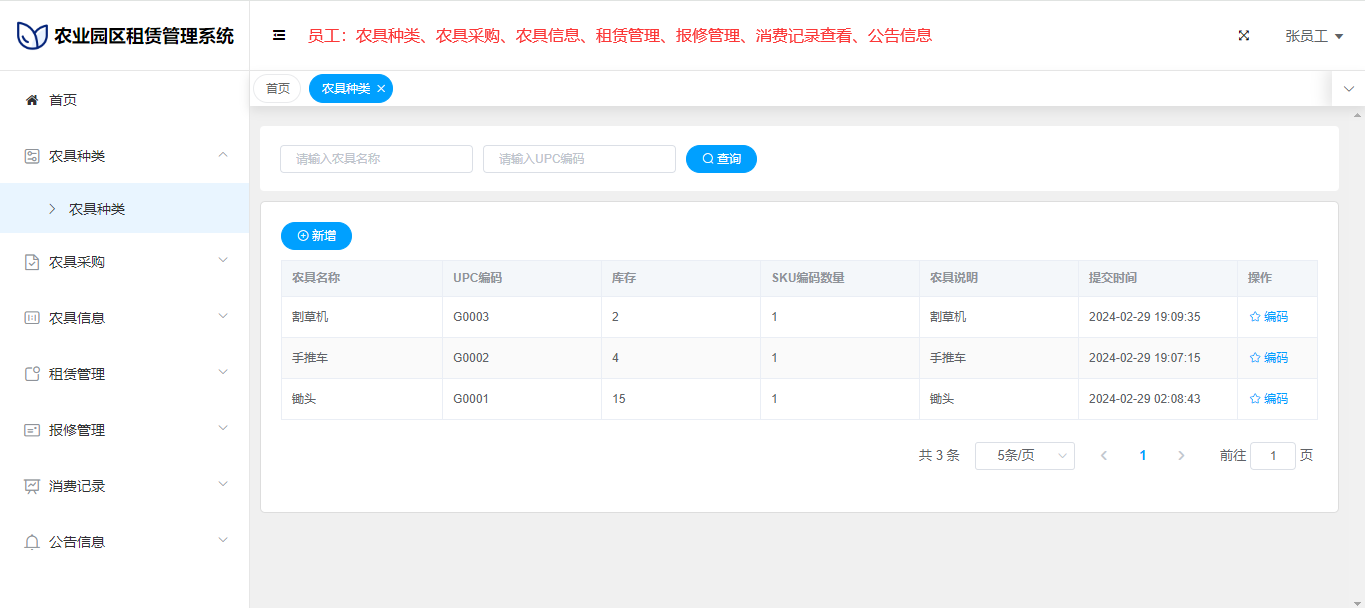 农业园区租赁管理系统
员工：农具种类、农具采购、农具信息、租赁管理、报修管理、消费记录查看、公告信息
张员工
首页
农具种类
农具种类
农具采购
农具信息
租赁管理
报修管理
消费记录
公告信息
首页 农具种类
请输入农具名称 请输入UPC编码 查询
新增
农具名称 UPC编码 库存 SKU编码数量 农具说明 提交时间 操作
割草机 G0003 2 1 割草机 2024-02-29 19:09:35 编码
手推车 G0002 4 1 手推车 2024-02-29 19:07:15 编码
锄头 G0001 15 1 锄头 2024-02-29 02:08:43 编码
共 3 条 5条/页 1 前往 1 页